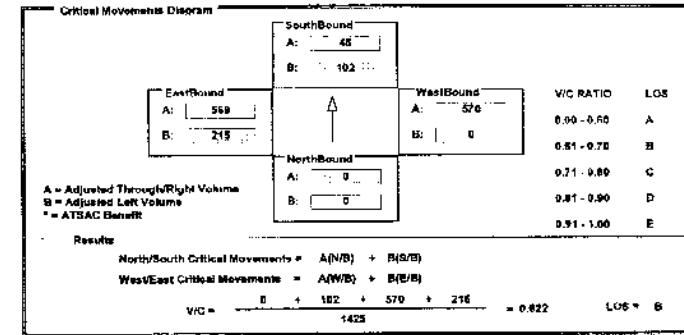 Critical Movements Diagram
SouthBound
A: 45
B: 102
EastBound
A: 569
B: 215
WestBound
A: 570
B: 0
NorthBound
A: 0
B: 0
V/C RATIO LOS
0.00 - 0.60 A
0.61 - 0.70 B
0.71 - 0.80 C
0.81 - 0.90 D
0.91 - 1.00 E
A = Adjusted Through/Right Volume
B = Adjusted Left Volume
* = ATSAC Benefit
Results
North/South Critical Movements = A(N/B) + B(S/B)
West/East Critical Movements = A(W/B) + B(E/B)
V/C = 0 + 102 + 570 + 215 = 0.622 LOS = B
1425